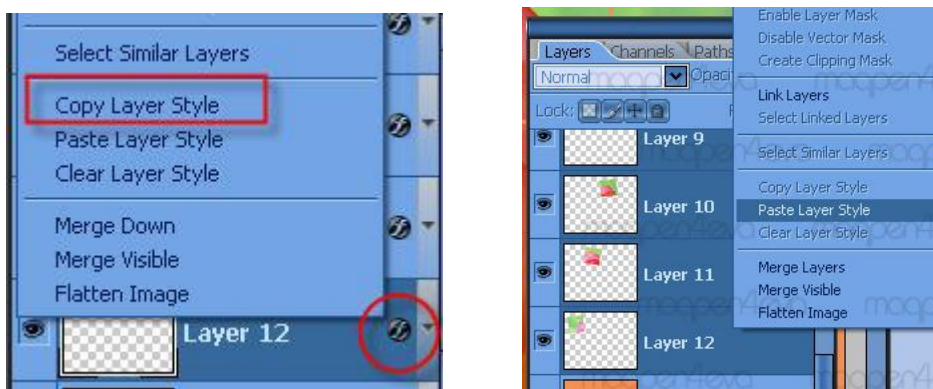 Select Similar Layers
Copy Layer Style
Paste Layer Style
Clear Layer Style
Merge Down
Merge Visible
Flatten Image
Layer 12
Enable Layer Mask
Disable Vector Mask
Create Clipping Mask
Link Layers
Select Linked Layers
Select Similar Layers
Copy Layer Style
Paste Layer Style
Clear Layer Style
Merge Layers
Merge Visible
Flatten Image
Layers Channels Paths
Normal
Lock:
Layer 9
Layer 10
Layer 11
Layer 12